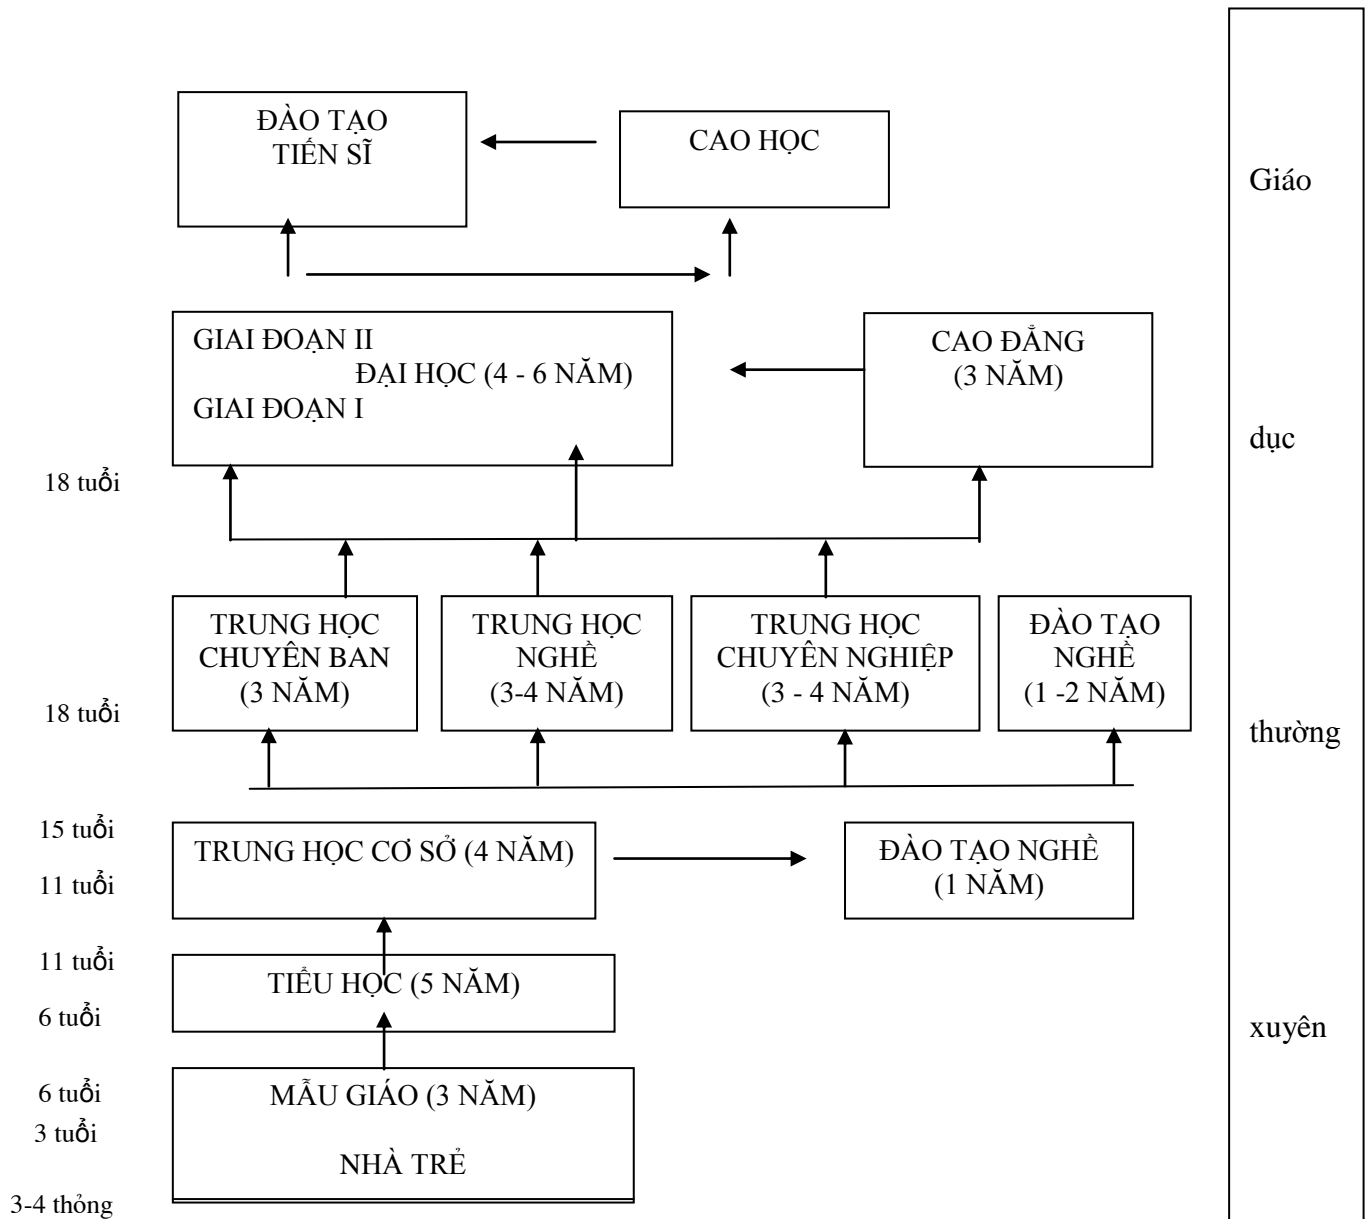 ĐÀO TẠO
TIẾN SĨ
CAO HỌC
Giáo
GIAI ĐOẠN II
ĐẠI HỌC (4 - 6 NĂM)
GIAI ĐOẠN I
CAO ĐẲNG
(3 NĂM)
dục
18 tuổi
TRUNG HỌC
CHUYÊN BAN
(3 NĂM)
TRUNG HỌC
NGHỀ
(3-4 NĂM)
TRUNG HỌC
CHUYÊN NGHIỆP
(3 - 4 NĂM)
ĐÀO TẠO
NGHỀ
(1 -2 NĂM)
18 tuổi
thường
15 tuổi
TRUNG HỌC CƠ SỞ (4 NĂM)
11 tuổi
ĐÀO TẠO NGHỀ
(1 NĂM)
11 tuổi
TIỂU HỌC (5 NĂM)
6 tuổi
xuyên
6 tuổi
MẪU GIÁO (3 NĂM)
3 tuổi
NHÀ TRẺ
3-4 thỏng